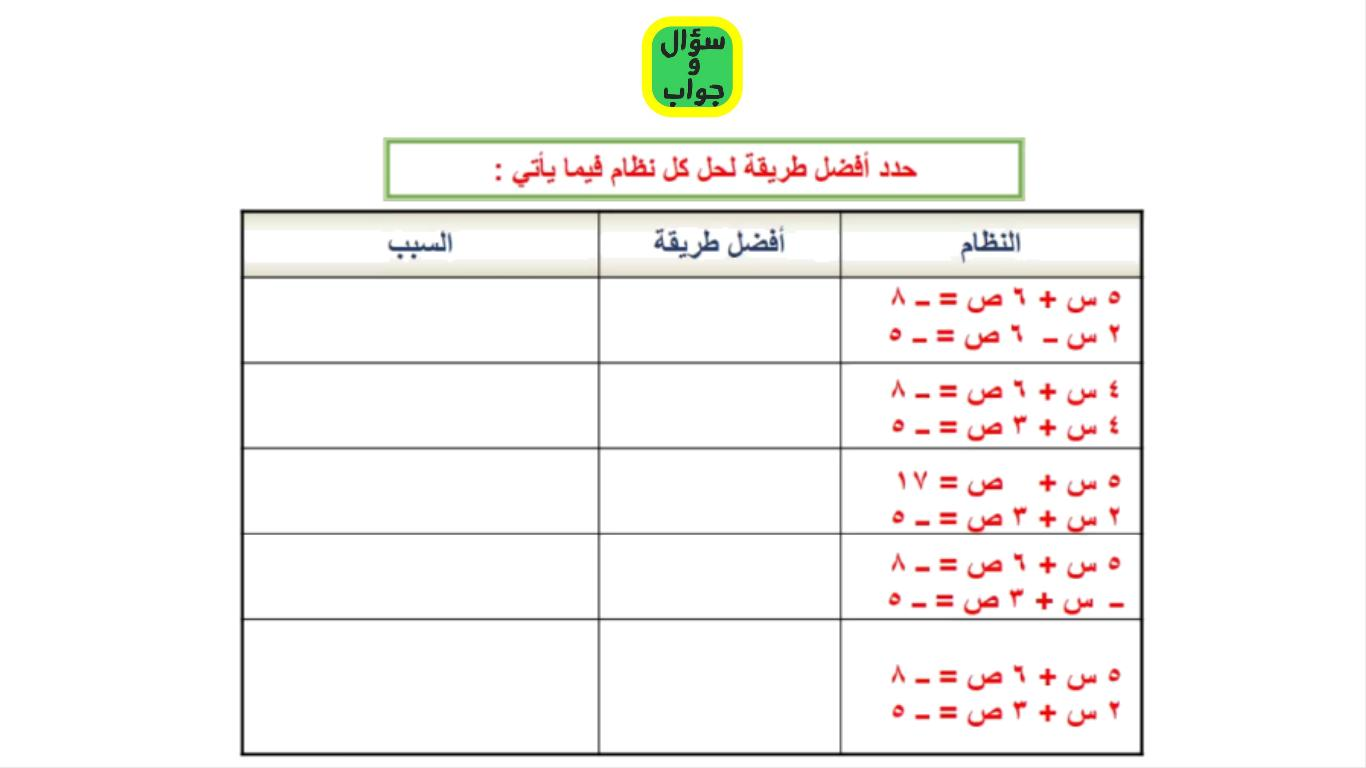 سؤال
و
جواب
حدد أفضل طريقة لحل كل نظام فيما يأتي :
النظام أفضل طريقة السبب
٥ س + ٦ ص = – ٨
٢ س – ٦ ص = – ٥
٤ س + ٦ ص = – ٨
٤ س + ٣ ص = – ٥
٥ س + ص = ١٧
٢ س + ٣ ص = – ٥
٥ س + ٦ ص = – ٨
– س + ٣ ص = – ٥
٥ س + ٦ ص = – ٨
٢ س + ٣ ص = – ٥